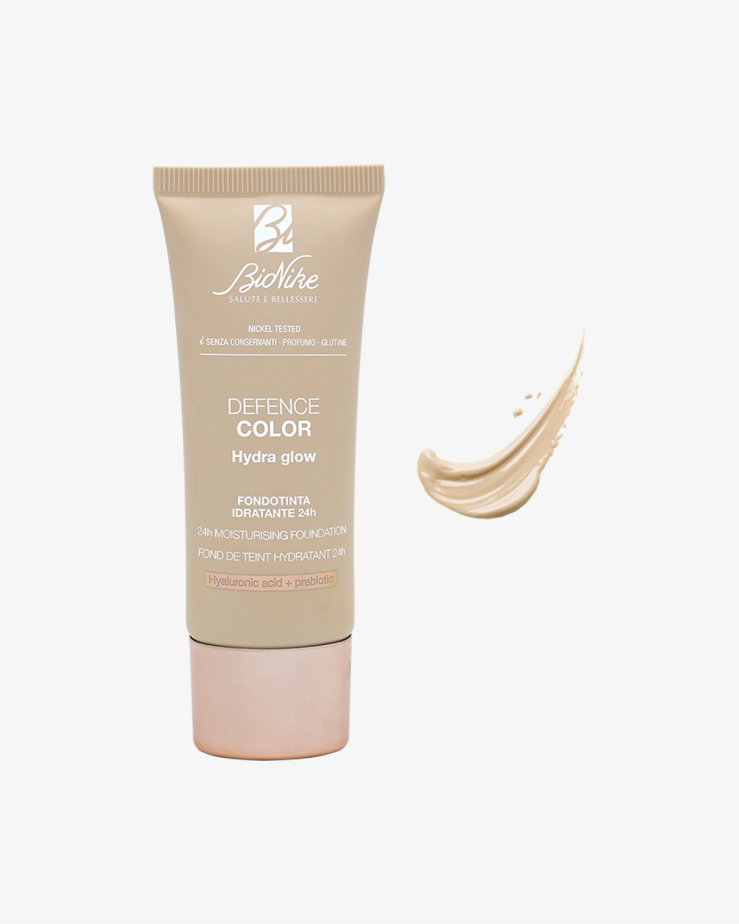 Bi
BioNike
SALUTE E BELLESSERE
NICKEL TESTED
i SENZA CONSERVANTI · PROFUMO · GLUTINE
DEFENCE
COLOR
Hydra glow
FONDOTINTA
IDRATANTE 24h
24h MOISTURISING FOUNDATION
FOND DE TEINT HYDRATANT 24h
Hyaluronic acid + prebiotic